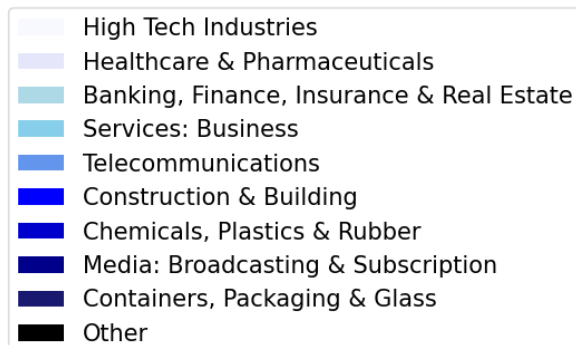 High Tech Industries
Healthcare & Pharmaceuticals
Banking, Finance, Insurance & Real Estate
Services: Business
Telecommunications
Construction & Building
Chemicals, Plastics & Rubber
Media: Broadcasting & Subscription
Containers, Packaging & Glass
Other